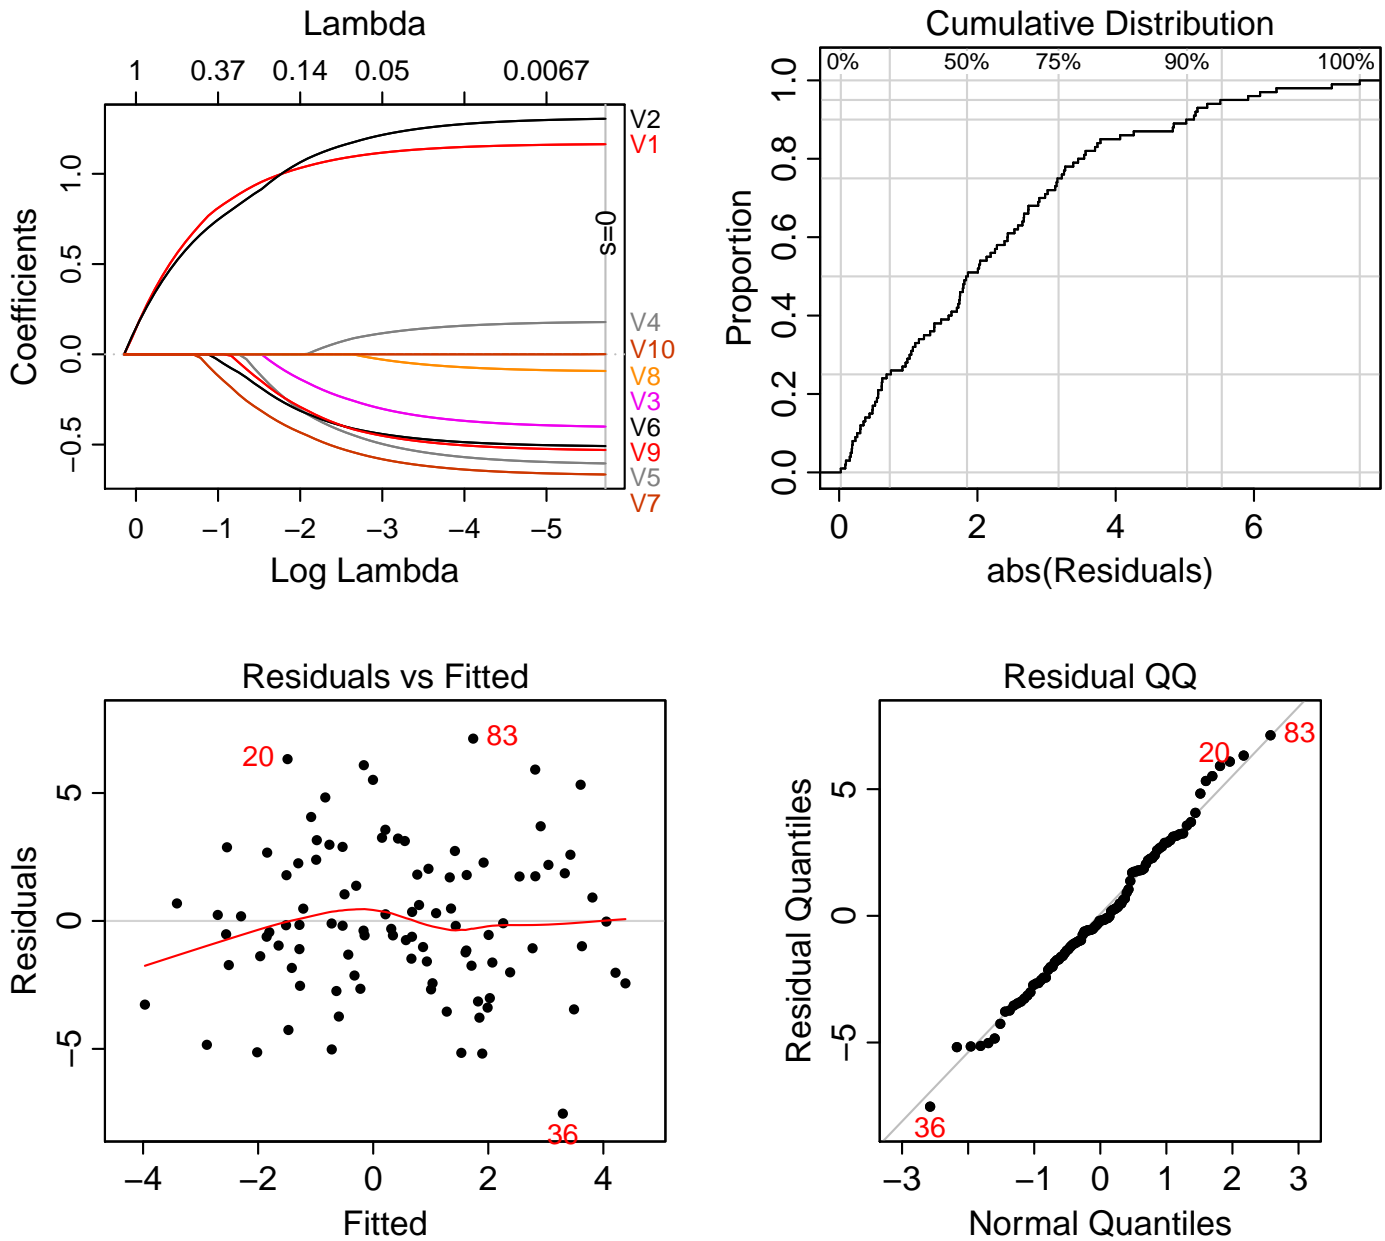 Lambda
1 0.37 0.14 0.05 0.0067
1.0
0.5
0.0
−0.5
Coefficients
s=0
V2
V1
V4
V10
V8
V3
V6
V9
V5
V7
0 −1 −2 −3 −4 −5
Log Lambda
Cumulative Distribution
0% 50% 75% 90% 100%
1.0
0.8
0.6
0.4
0.2
0.0
Proportion
0 2 4 6
abs(Residuals)
Residuals vs Fitted
5
0
−5
Residuals
83
20
36
−4 −2 0 2 4
Fitted
Residual QQ
5
0
−5
Residual Quantiles
83
20
36
−3 −1 0 1 2 3
Normal Quantiles